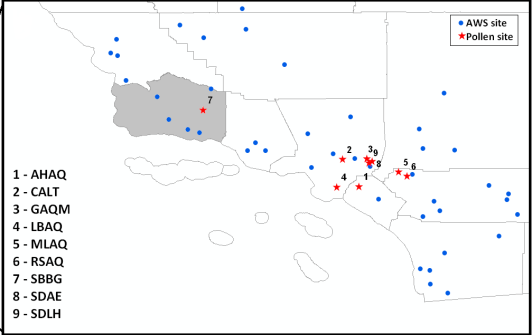 AWS site
Pollen site
7
2
3
9
8
5
6
4
1
1 - AHAQ
2 - CALT
3 - GAQM
4 - LBAQ
5 - MLAQ
6 - RSAQ
7 - SBBG
8 - SDAE
9 - SDLH